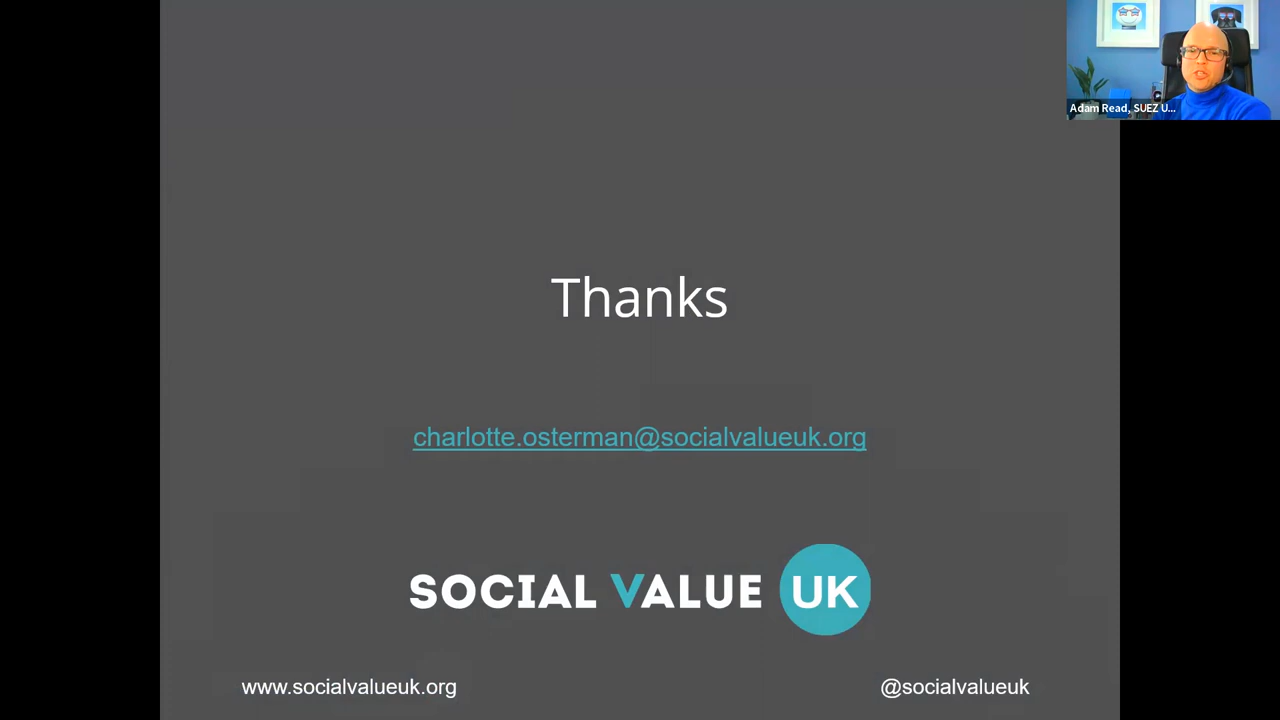 Adam Read, SUEZ U...
Thanks
charlotte.osterman@socialvalueuk.org
SOCIAL VALUE UK
www.socialvalueuk.org
@socialvalueuk